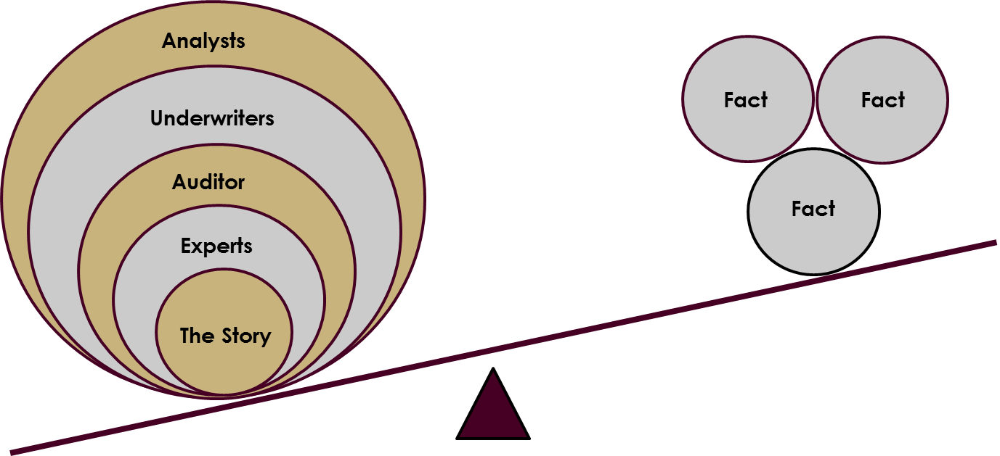 Analysts
Underwriters
Auditor
Experts
The Story
Fact
Fact
Fact